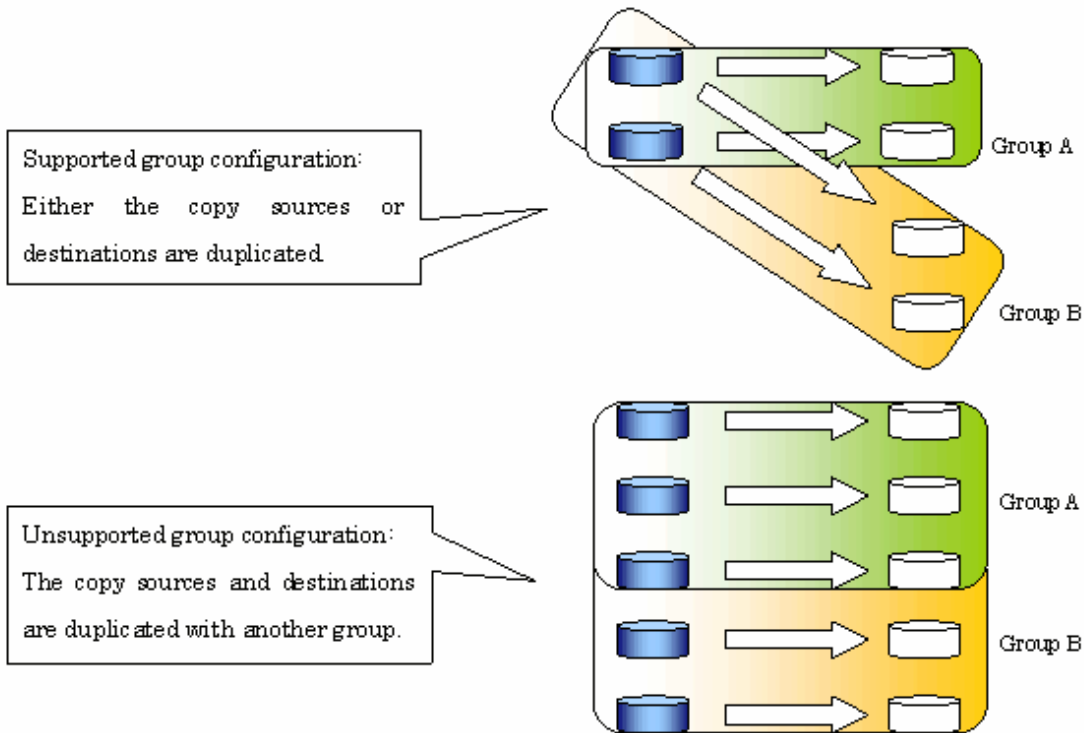 Supported group configuration:
Either the copy sources or
destinations are duplicated.
Group A
Group B
Unsupported group configuration:
The copy sources and destinations
are duplicated with another group.
Group A
Group B